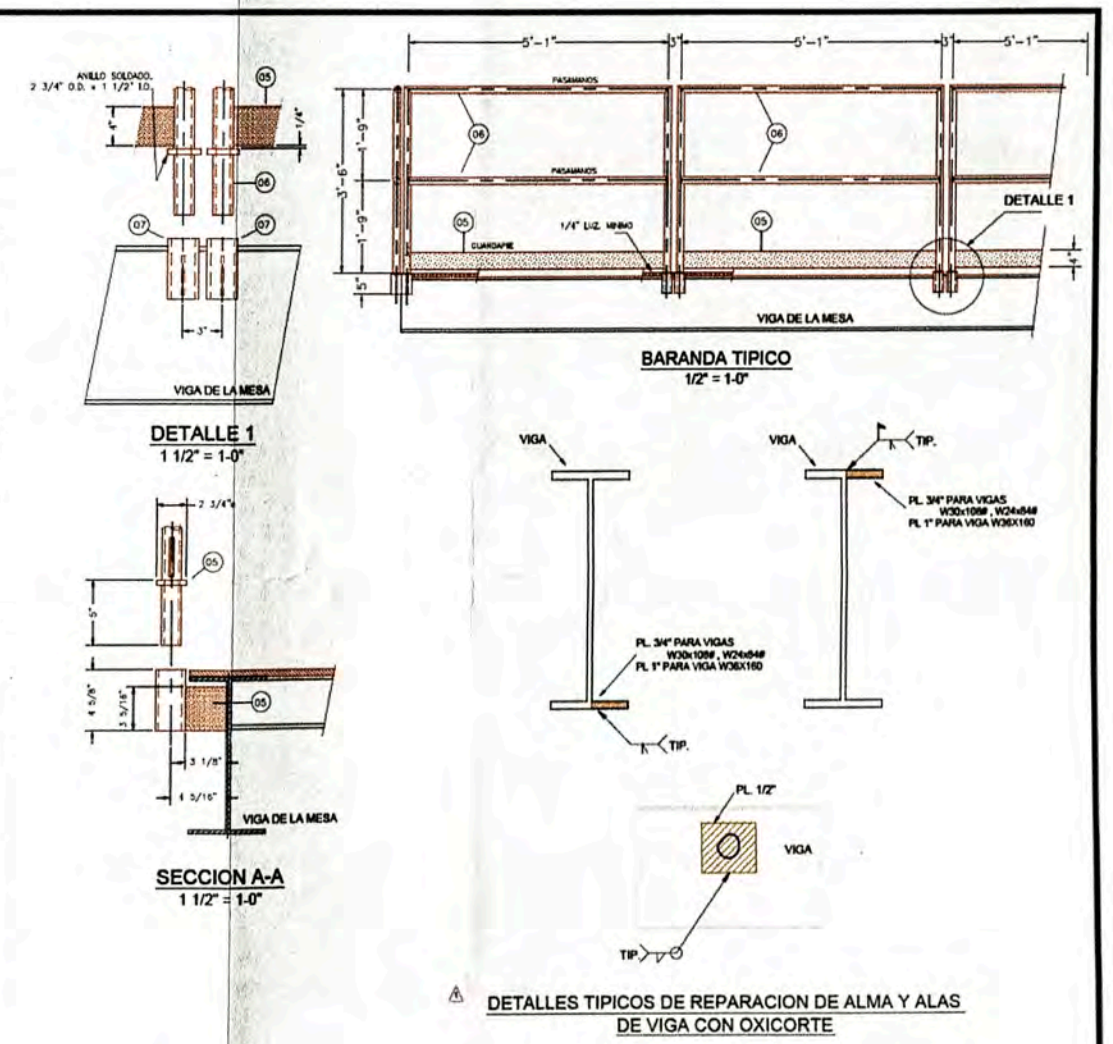 ANILLO SOLDADO.
2 3/4" O.D. x 1 1/2" I.D.
05
4"
1/4"
06
07
07
3"
VIGA DE LA MESA
DETALLE 1
1 1/2" = 1-0"
5'-1"
3"
5'-1"
3"
5'-1"
PASAMANOS
06
06
3'-6"
1'-9"
PASAMANOS
DETALLE 1
05
05
1/4" LUZ. MINIMO
GUARDAPIE
1'-9"
4"
5"
VIGA DE LA MESA
BARANDA TIPICO
1/2" = 1-0"
2 3/4"ø
05
5"
4 5/8"
3 5/16"
05
3 1/8"
4 5/16"
VIGA DE LA MESA
SECCION A-A
1 1/2" = 1-0"
VIGA
PL. 3/4" PARA VIGAS
W30x108#, W24x84#
PL 1" PARA VIGA W36X160
TIP.
VIGA
TIP.
PL. 3/4" PARA VIGAS
W30x108#, W24x84#
PL 1" PARA VIGA W36X160
PL. 1/2"
VIGA
TIP.
DETALLES TIPICOS DE REPARACION DE ALMA Y ALAS
DE VIGA CON OXICORTE